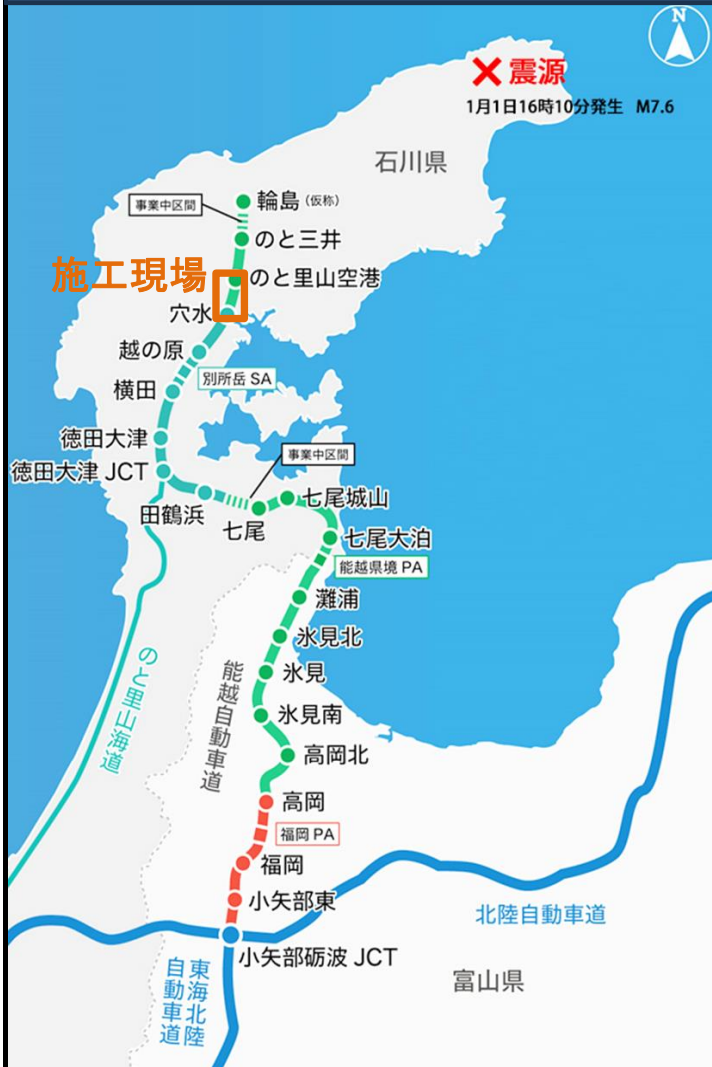 N
震源
1月1日16時10分発生 M7.6
石川県
輪島(仮称)
事業中区間
のと三井
施工現場
のと里山空港
穴水
越の原
別所岳 SA
横田
徳田大津
事業中区間
徳田大津 JCT
七尾城山
田鶴浜
七尾
七尾大泊
能越県境 PA
灘浦
氷見北
のと里山海道
能越自動車道
氷見
氷見南
高岡北
高岡
福岡 PA
福岡
小矢部東
北陸自動車道
小矢部砺波 JCT
東海北陸
自動車道
富山県